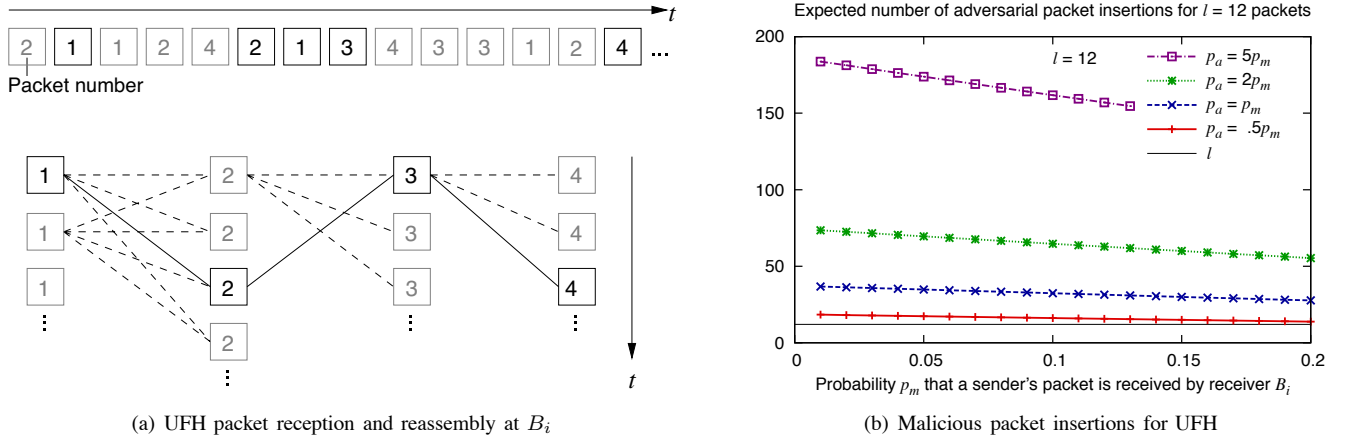 t
2 1 1 2 4 2 1 3 4 3 3 1 2 4 ...
Packet number
1 2 3 4
1 2 3 4
1 2 3 4
2
t
(a) UFH packet reception and reassembly at B_i
Expected number of adversarial packet insertions for l = 12 packets
200
150
100
50
0
l = 12
p_a = 5p_m
p_a = 2p_m
p_a = p_m
p_a = .5p_m
l
0 0.05 0.1 0.15 0.2
Probability p_m that a sender's packet is received by receiver B_i
(b) Malicious packet insertions for UFH